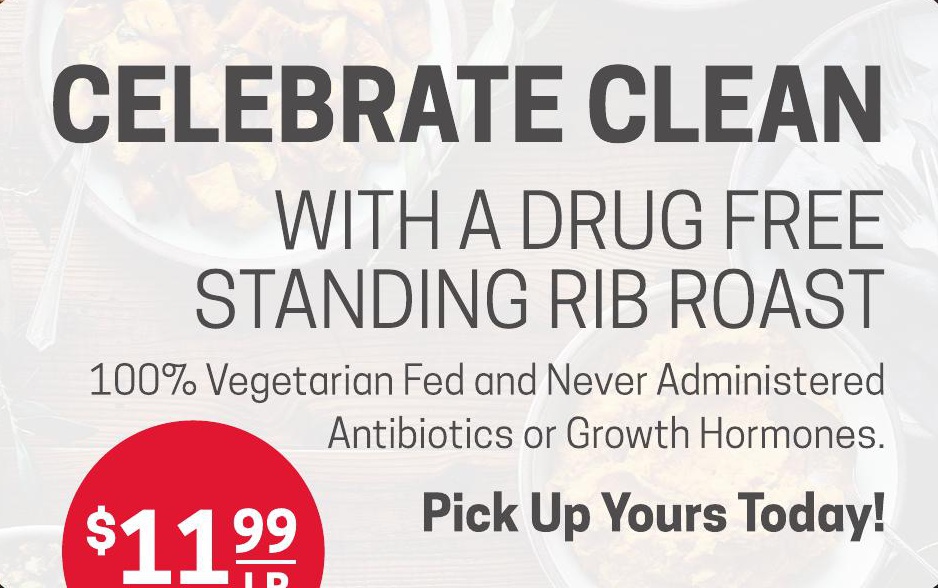 CELEBRATE CLEAN
WITH A DRUG FREE
STANDING RIB ROAST
100% Vegetarian Fed and Never Administered
Antibiotics or Growth Hormones.
Pick Up Yours Today!
$11 99
LB